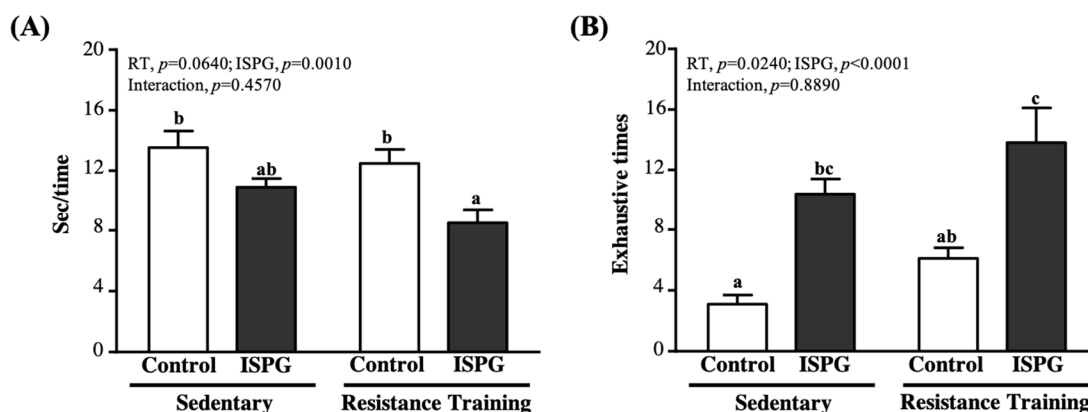 (A)
RT, p=0.0640; ISPG, p=0.0010
Interaction, p=0.4570
Sec/time
20
16
12
8
4
0
b
ab
b
a
Control ISPG Control ISPG
Sedentary Resistance Training
(B)
RT, p=0.0240; ISPG, p<0.0001
Interaction, p=0.8890
Exhaustive times
20
16
12
8
4
0
a
bc
ab
c
Control ISPG Control ISPG
Sedentary Resistance Training